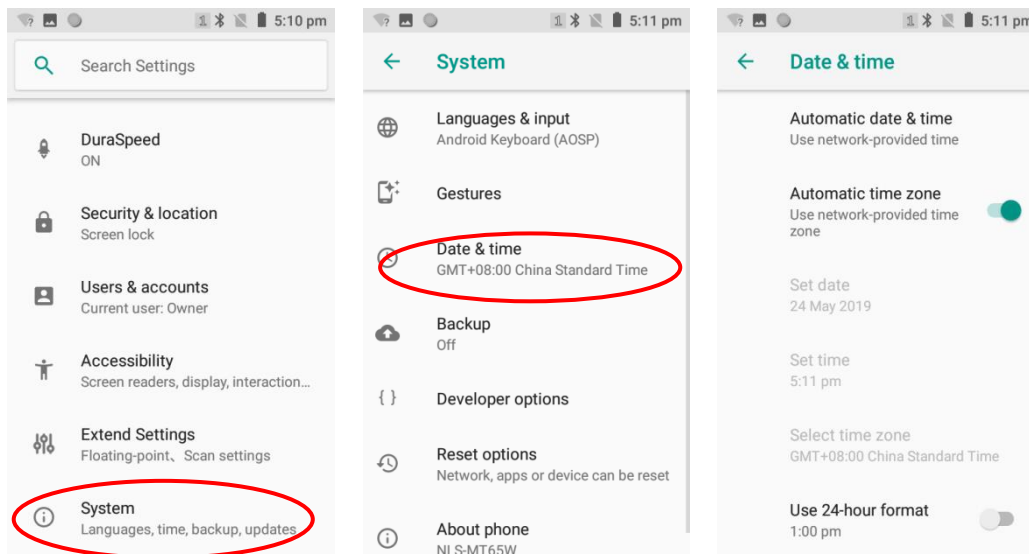 5:10 pm
Search Settings
DuraSpeed
ON
Security & location
Screen lock
Users & accounts
Current user: Owner
Accessibility
Screen readers, display, interaction...
Extend Settings
Floating-point、Scan settings
System
Languages, time, backup, updates
5:11 pm
System
Languages & input
Android Keyboard (AOSP)
Gestures
Date & time
GMT+08:00 China Standard Time
Backup
Off
{ } Developer options
Reset options
Network, apps or device can be reset
About phone
NLS-MT65W
5:11 pm
Date & time
Automatic date & time
Use network-provided time
Automatic time zone
Use network-provided time
zone
Set date
24 May 2019
Set time
5:11 pm
Select time zone
GMT+08:00 China Standard Time
Use 24-hour format
1:00 pm